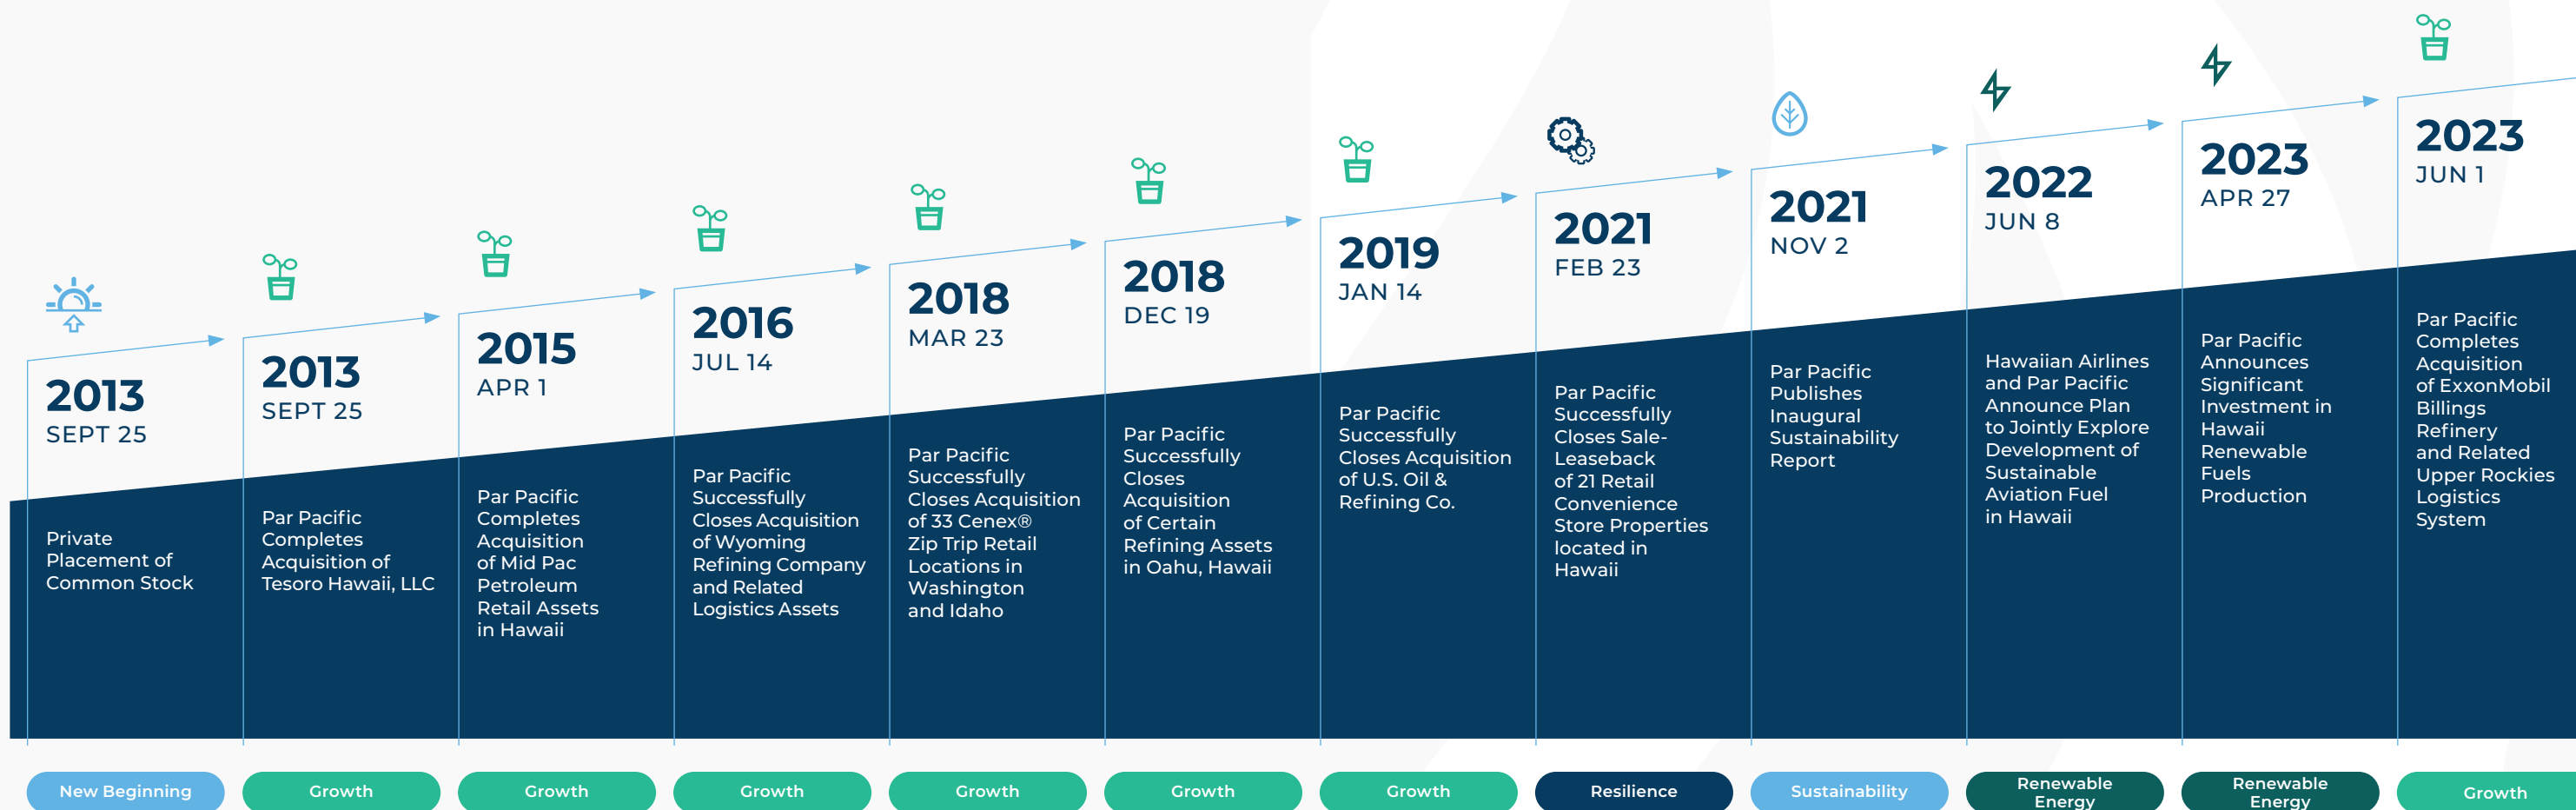 2013
SEPT 25
Private
Placement of
Common Stock
New Beginning
2013
SEPT 25
Par Pacific
Completes
Acquisition of
Tesoro Hawaii, LLC
Growth
2015
APR 1
Par Pacific
Completes
Acquisition
of Mid Pac
Petroleum
Retail Assets
in Hawaii
Growth
2016
JUL 14
Par Pacific
Successfully
Closes Acquisition
of Wyoming
Refining Company
and Related
Logistics Assets
Growth
2018
MAR 23
Par Pacific
Successfully
Closes Acquisition
of 33 Cenex®
Zip Trip Retail
Locations in
Washington
and Idaho
Growth
2018
DEC 19
Par Pacific
Successfully
Closes
Acquisition
of Certain
Refining Assets
in Oahu, Hawaii
Growth
2019
JAN 14
Par Pacific
Successfully
Closes Acquisition
of U.S. Oil &
Refining Co.
Growth
2021
FEB 23
Par Pacific
Successfully
Closes Sale-
Leaseback
of 21 Retail
Convenience
Store Properties
located in
Hawaii
Resilience
2021
NOV 2
Par Pacific
Publishes
Inaugural
Sustainability
Report
Sustainability
2022
JUN 8
Hawaiian Airlines
and Par Pacific
Announce Plan
to Jointly Explore
Development of
Sustainable
Aviation Fuel
in Hawaii
Renewable
Energy
2023
APR 27
Par Pacific
Announces
Significant
Investment in
Hawaii
Renewable
Fuels
Production
Renewable
Energy
2023
JUN 1
Par Pacific
Completes
Acquisition
of ExxonMobil
Billings
Refinery
and Related
Upper Rockies
Logistics
System
Growth